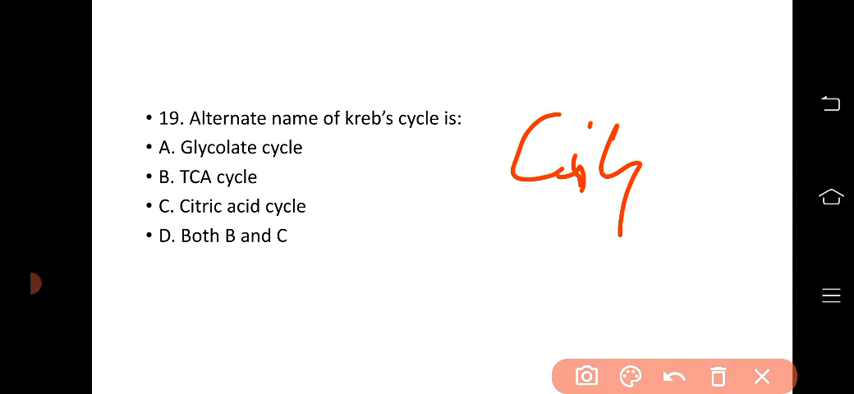 • 19. Alternate name of kreb’s cycle is:
• A. Glycolate cycle
• B. TCA cycle
• C. Citric acid cycle
• D. Both B and C